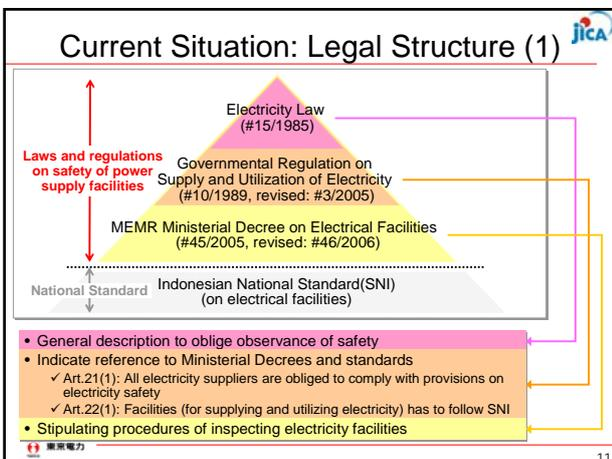 Current Situation: Legal Structure (1)
jICA
Electricity Law
(#15/1985)
Laws and regulations
on safety of power
supply facilities
Governmental Regulation on
Supply and Utilization of Electricity
(#10/1989, revised: #3/2005)
MEMR Ministerial Decree on Electrical Facilities
(#45/2005, revised: #46/2006)
National Standard
Indonesian National Standard(SNI)
(on electrical facilities)
• General description to oblige observance of safety
• Indicate reference to Ministerial Decrees and standards
✓ Art.21(1): All electricity suppliers are obliged to comply with provisions on
electricity safety
✓ Art.22(1): Facilities (for supplying and utilizing electricity) has to follow SNI
• Stipulating procedures of inspecting electricity facilities
東京電力
11